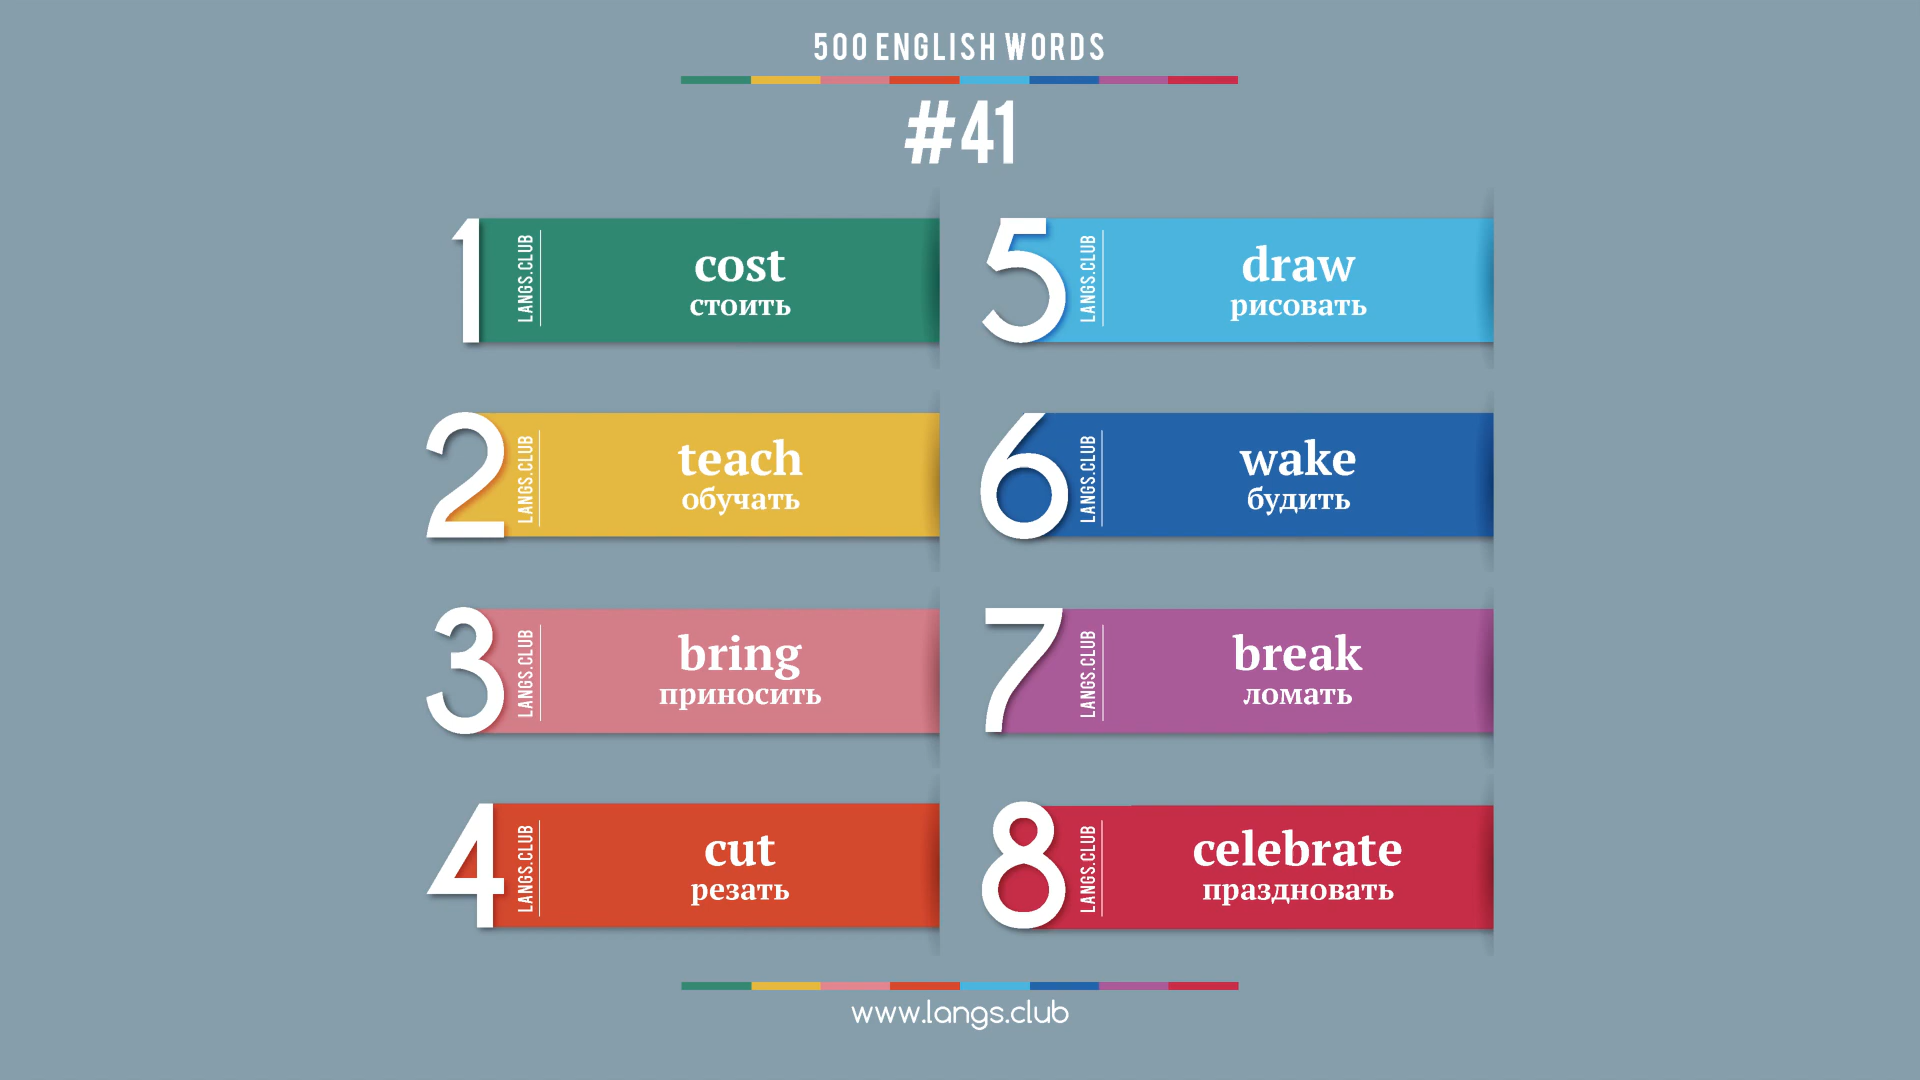 500 ENGLISH WORDS
#41
1
LANGS.CLUB
cost
стоить
2
LANGS.CLUB
teach
обучать
3
LANGS.CLUB
bring
приносить
4
LANGS.CLUB
cut
резать
5
LANGS.CLUB
draw
рисовать
6
LANGS.CLUB
wake
будить
7
LANGS.CLUB
break
ломать
8
LANGS.CLUB
celebrate
праздновать
www.langs.club